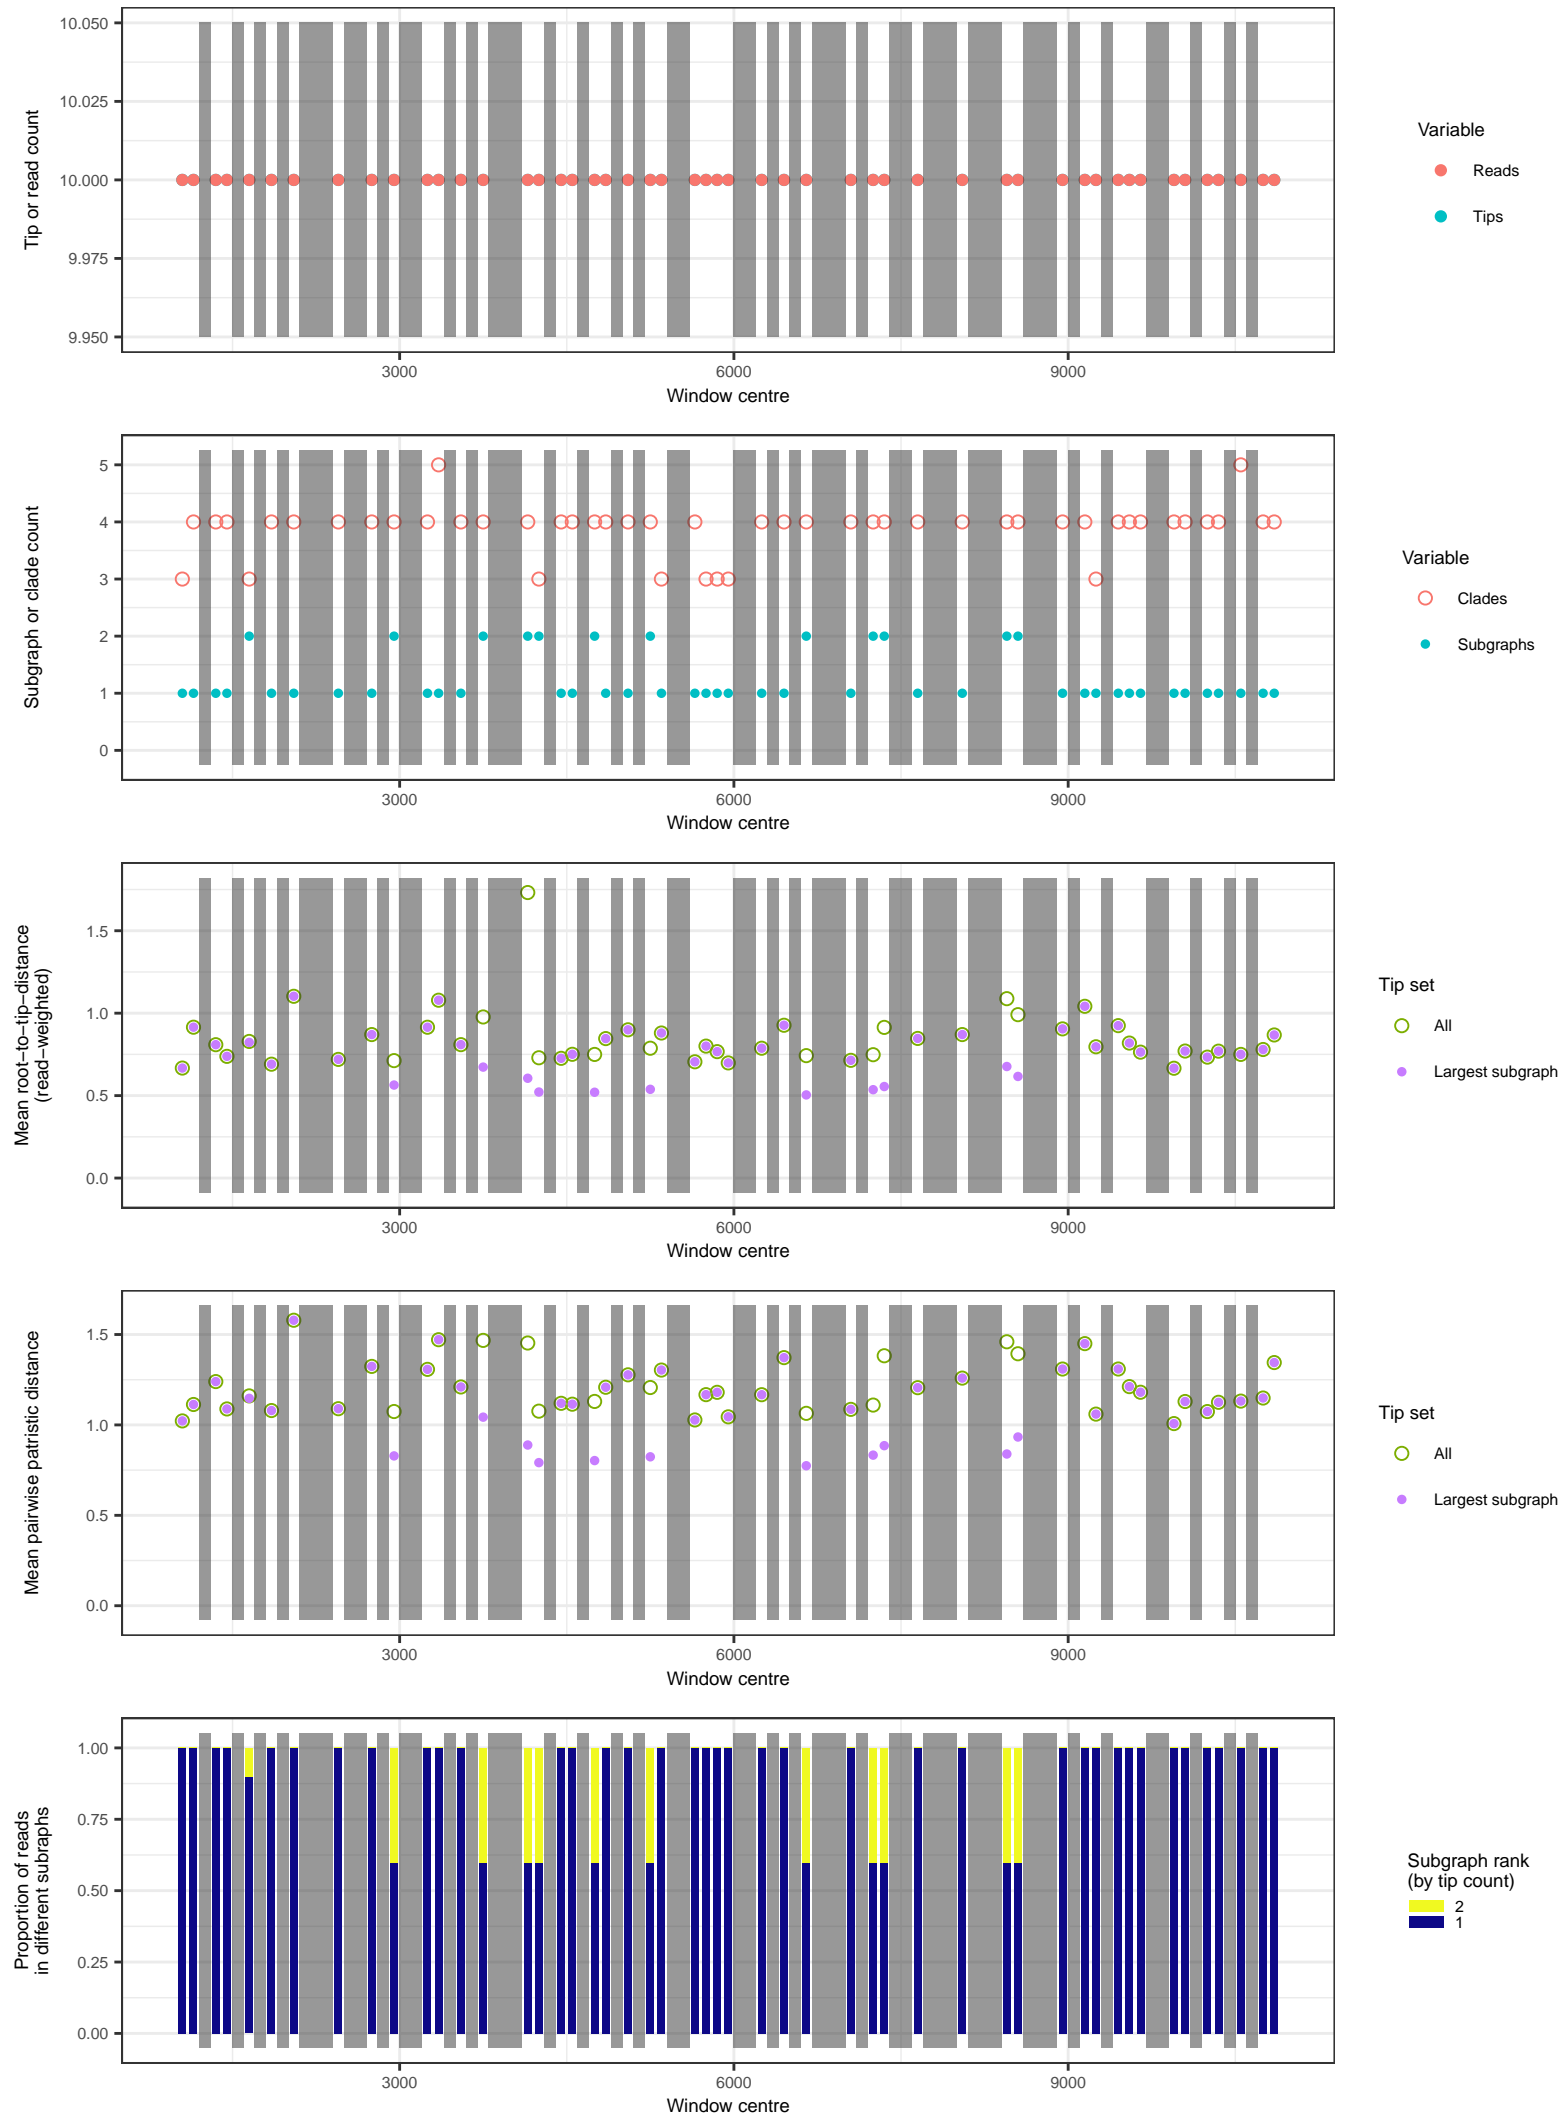 10.050
10.025
10.000
9.975
9.950
Tip or read count
3000 6000 9000
Window centre
Variable
Reads
Tips
5
4
3
2
1
0
Subgraph or clade count
3000 6000 9000
Window centre
Variable
Clades
Subgraphs
1.5
1.0
0.5
0.0
Mean root−to−tip−distance
(read−weighted)
3000 6000 9000
Window centre
Tip set
All
Largest subgraph
1.5
1.0
0.5
0.0
Mean pairwise patristic distance
3000 6000 9000
Window centre
Tip set
All
Largest subgraph
1.00
0.75
0.50
0.25
0.00
Proportion of reads
in different subraphs
3000 6000 9000
Window centre
Subgraph rank
(by tip count)
2
1